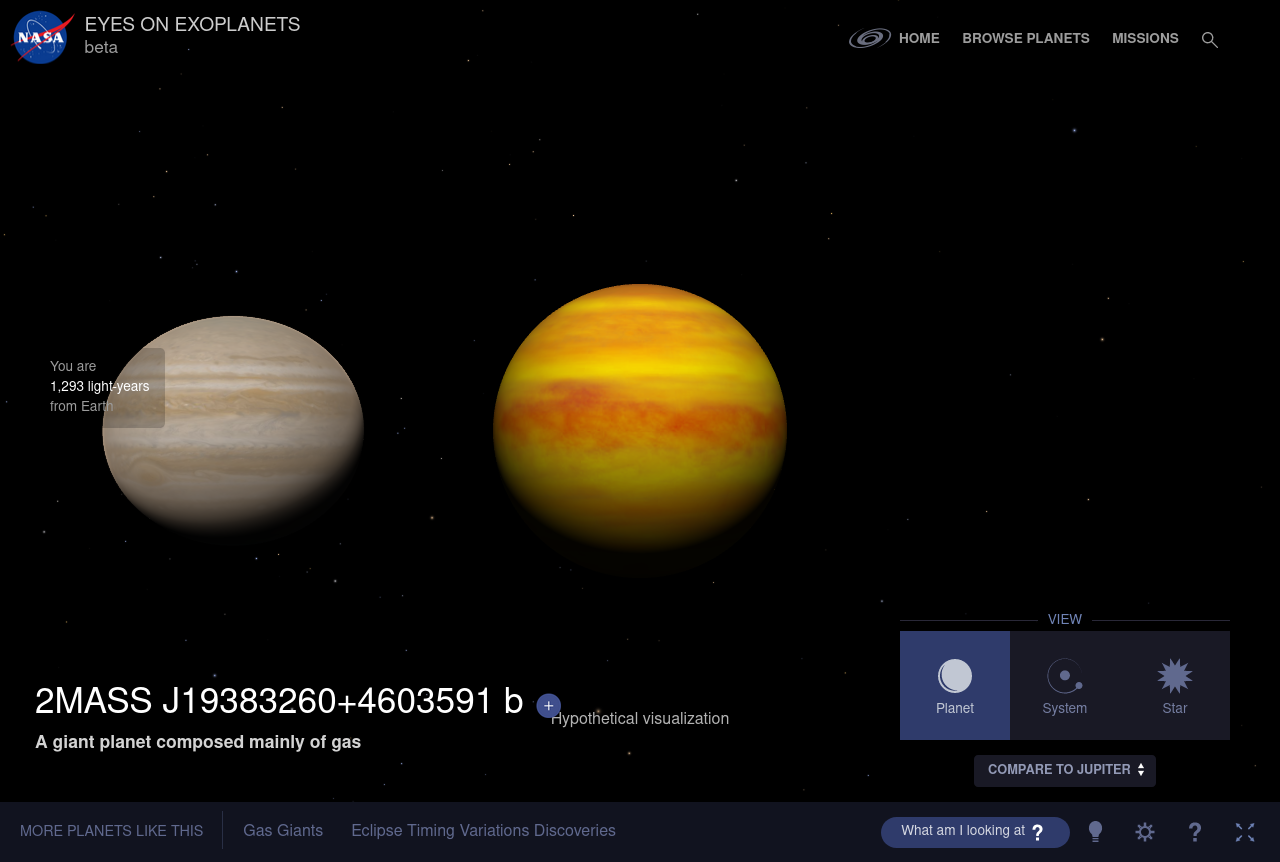 NASA
EYES ON EXOPLANETS
beta
HOME
BROWSE PLANETS
MISSIONS
You are
1,293 light-years
from Earth
VIEW
Planet
System
Star
2MASS J19383260+4603591 b
+
Hypothetical visualization
A giant planet composed mainly of gas
COMPARE TO JUPITER
MORE PLANETS LIKE THIS
Gas Giants
Eclipse Timing Variations Discoveries
What am I looking at ?
?